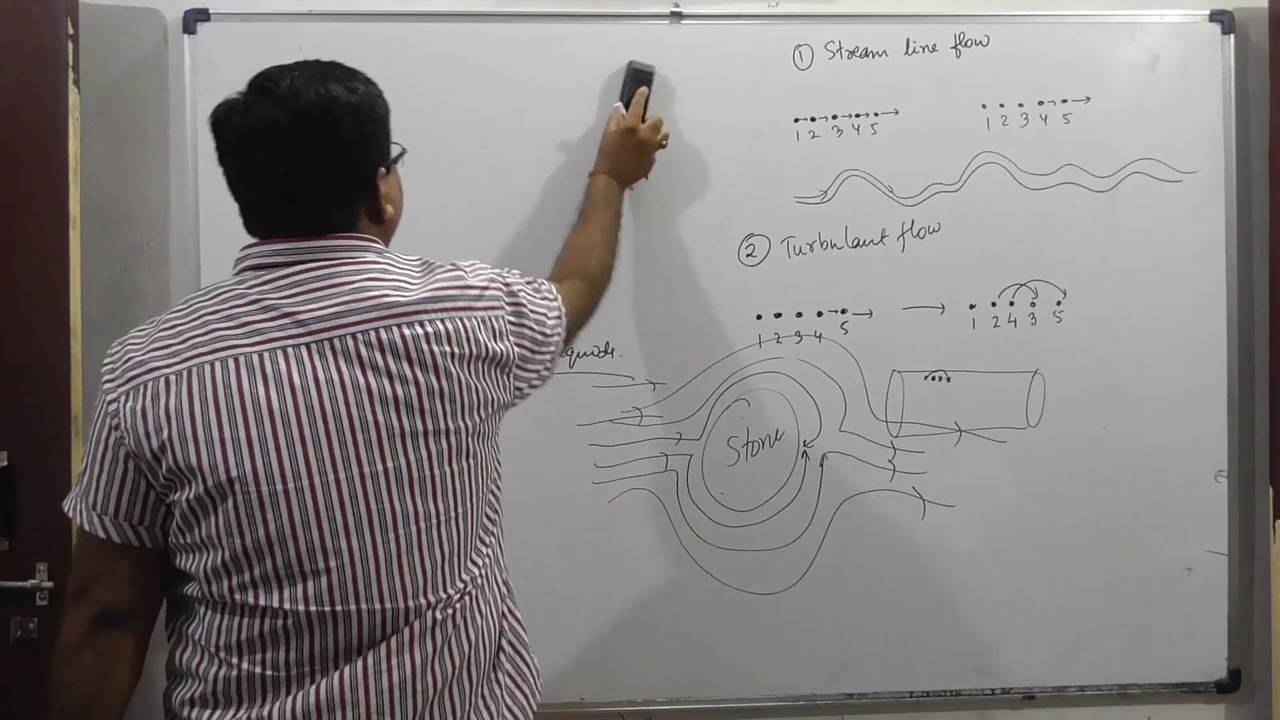 ① Stream line flow
1 2 3 4 5
1 2 3 4 5
② Turbulant flow
1 2 3 4 5
1 2 4 3 5
Stone